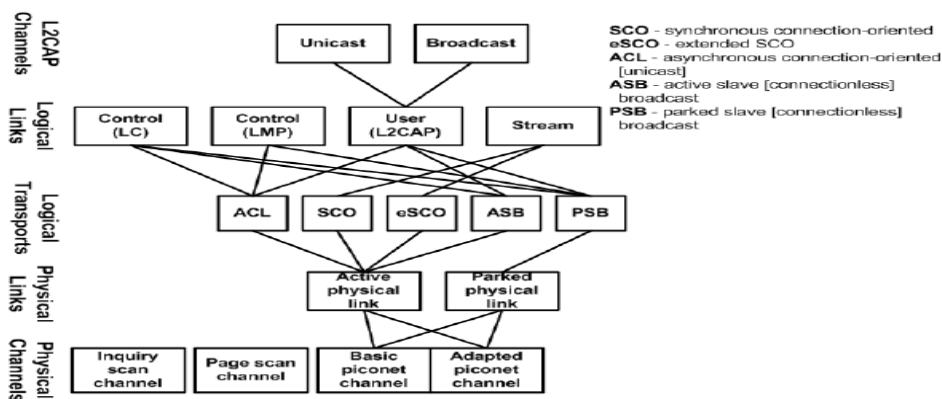 L2CAP
Channels
Unicast
Broadcast
SCO - synchronous connection-oriented
eSCO - extended SCO
ACL - asynchronous connection-oriented
[unicast]
ASB - active slave [connectionless]
broadcast
PSB - parked slave [connectionless]
broadcast
Logical
Links
Control
(LC)
Control
(LMP)
User
(L2CAP)
Stream
Logical
Transports
ACL
SCO
eSCO
ASB
PSB
Physical
Links
Active
physical
link
Parked
physical
link
Physical
Channels
Inquiry
scan
channel
Page scan
channel
Basic
piconet
channel
Adapted
piconet
channel